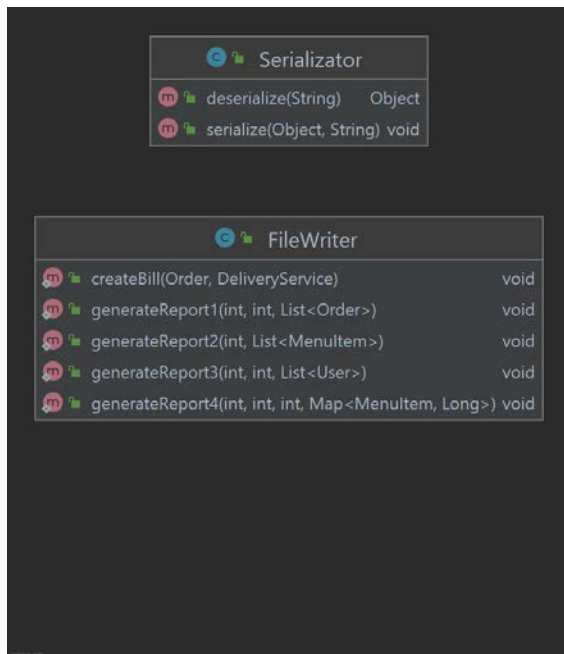 Serializator
deserialize(String) Object
serialize(Object, String) void
FileWriter
createBill(Order, DeliveryService) void
generateReport1(int, int, List<Order>) void
generateReport2(int, List<MenuItem>) void
generateReport3(int, int, List<User>) void
generateReport4(int, int, int, Map<MenuItem, Long>) void